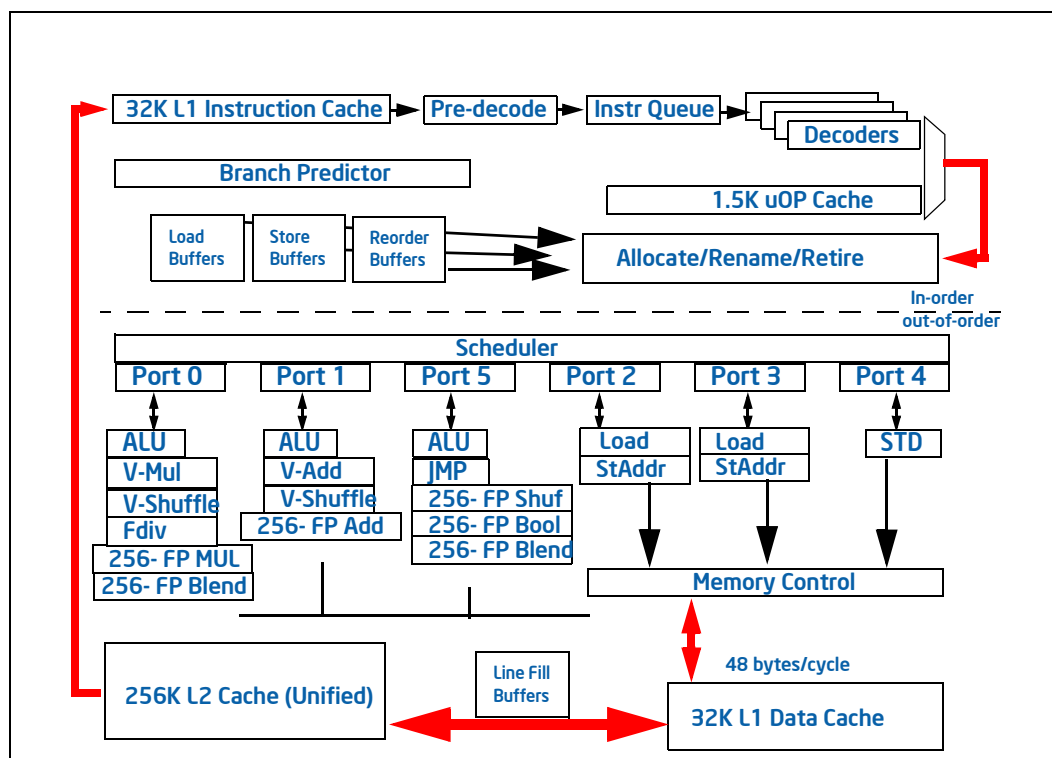 32K L1 Instruction Cache
Pre-decode
Instr Queue
Decoders
Branch Predictor
1.5K uOP Cache
Load
Buffers
Store
Buffers
Reorder
Buffers
Allocate/Rename/Retire
In-order
out-of-order
Scheduler
Port 0
Port 1
Port 5
Port 2
Port 3
Port 4
ALU
V-Mul
V-Shuffle
Fdiv
256- FP MUL
256- FP Blend
ALU
V-Add
V-Shuffle
256- FP Add
ALU
JMP
256- FP Shuf
256- FP Bool
256- FP Blend
Load
StAddr
Load
StAddr
STD
Memory Control
48 bytes/cycle
256K L2 Cache (Unified)
Line Fill
Buffers
32K L1 Data Cache